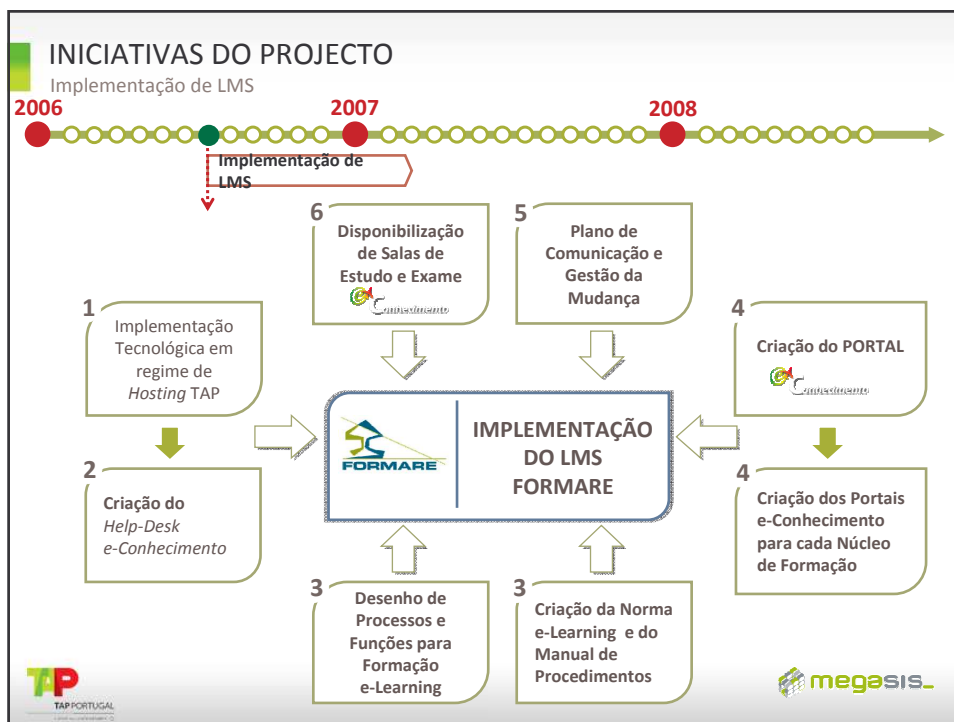 INICIATIVAS DO PROJECTO
Implementação de LMS
2006
2007
2008
Implementação de
LMS
6
Disponibilização
de Salas de
Estudo e Exame
e Conhecimento
5
Plano de
Comunicação e
Gestão da
Mudança
1
Implementação
Tecnológica em
regime de
Hosting TAP
4
Criação do PORTAL
e Conhecimento
FORMARE
IMPLEMENTAÇÃO
DO LMS
FORMARE
2
Criação do
Help-Desk
e-Conhecimento
4
Criação dos Portais
e-Conhecimento
para cada Núcleo
de Formação
3
Desenho de
Processos e
Funções para
Formação
e-Learning
3
Criação da Norma
e-Learning e do
Manual de
Procedimentos
TAP
TAP PORTUGAL
megasis_